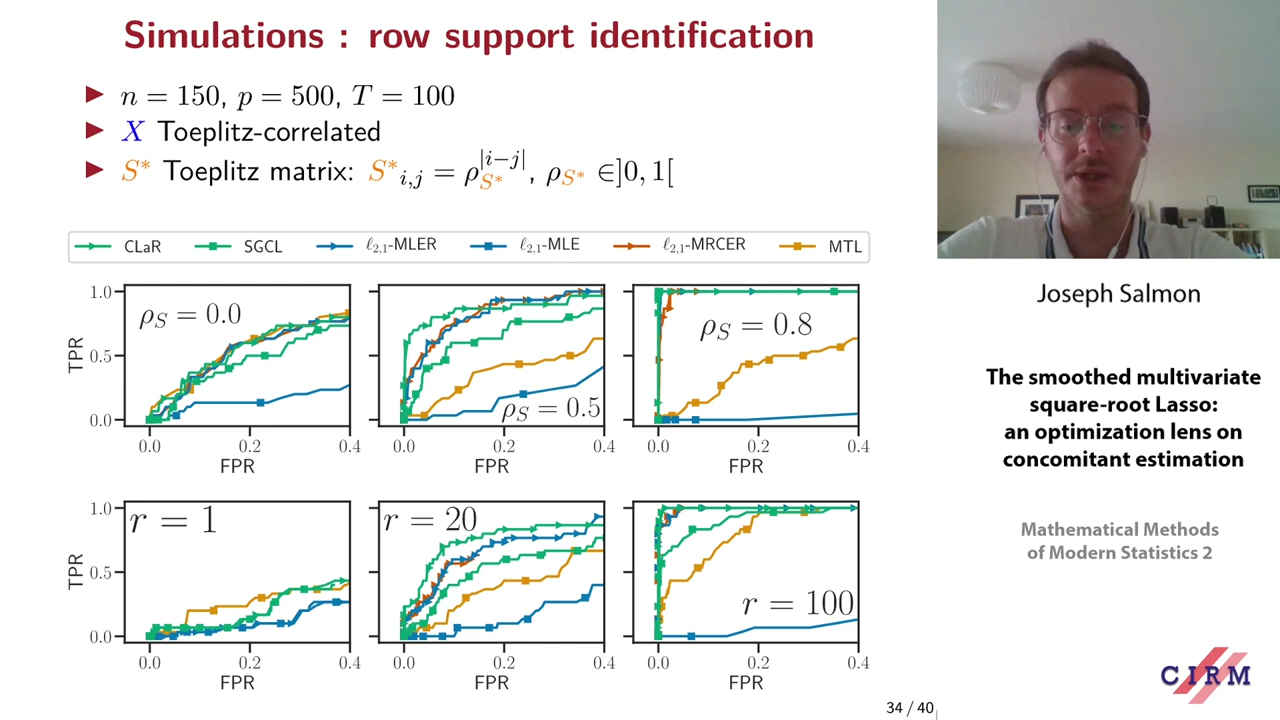 Simulations : row support identification
n = 150, p = 500, T = 100
X Toeplitz-correlated
S* Toeplitz matrix: S*_{i,j} = ρ_{S*}^{|i−j|}, ρ_{S*} ∈]0, 1[
CLaR SGCL ℓ2,1-MLER ℓ2,1-MLE ℓ2,1-MRCER MTL
1.0
0.5
0.0
TPR
ρS = 0.0
0.0 0.2 0.4
FPR
ρS = 0.5
0.0 0.2 0.4
FPR
ρS = 0.8
0.0 0.2 0.4
FPR
1.0
0.5
0.0
TPR
r = 1
0.0 0.2 0.4
FPR
r = 20
0.0 0.2 0.4
FPR
r = 100
0.0 0.2 0.4
FPR
34 / 40
Joseph Salmon
The smoothed multivariate
square-root Lasso:
an optimization lens on
concomitant estimation
Mathematical Methods
of Modern Statistics 2
CIRM